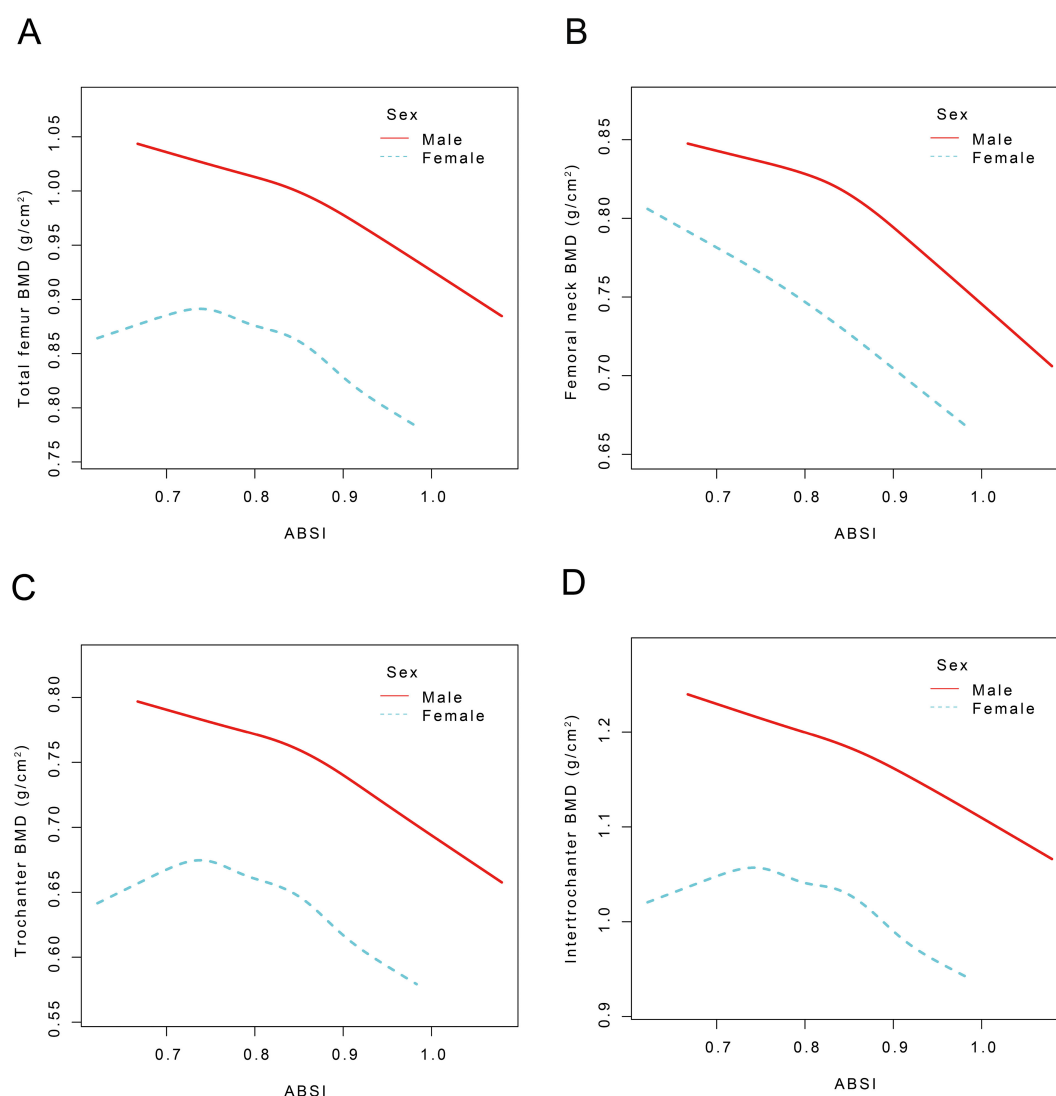 A
Sex
Male
Female
Total femur BMD (g/cm²)
1.05
1.00
0.95
0.90
0.85
0.80
0.75
0.7 0.8 0.9 1.0
ABSI
B
Sex
Male
Female
Femoral neck BMD (g/cm²)
0.85
0.80
0.75
0.70
0.65
0.7 0.8 0.9 1.0
ABSI
C
Sex
Male
Female
Trochanter BMD (g/cm²)
0.80
0.75
0.70
0.65
0.60
0.55
0.7 0.8 0.9 1.0
ABSI
D
Sex
Male
Female
Intertrochanter BMD (g/cm²)
1.2
1.1
1.0
0.9
0.7 0.8 0.9 1.0
ABSI